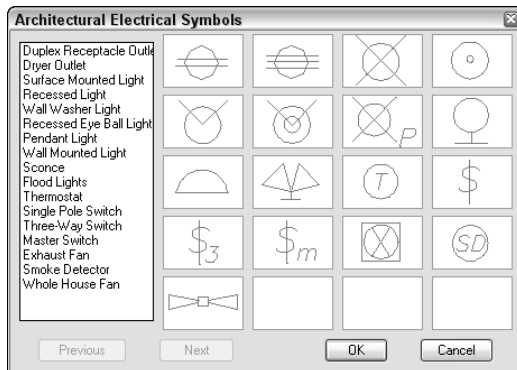 Architectural Electrical Symbols
Duplex Receptacle Outle
Dryer Outlet
Surface Mounted Light
Recessed Light
Wall Washer Light
Recessed Eye Ball Light
Pendant Light
Wall Mounted Light
Sconce
Flood Lights
Thermostat
Single Pole Switch
Three-Way Switch
Master Switch
Exhaust Fan
Smoke Detector
Whole House Fan
P
T
$
$3
$m
SD
Previous
Next
OK
Cancel